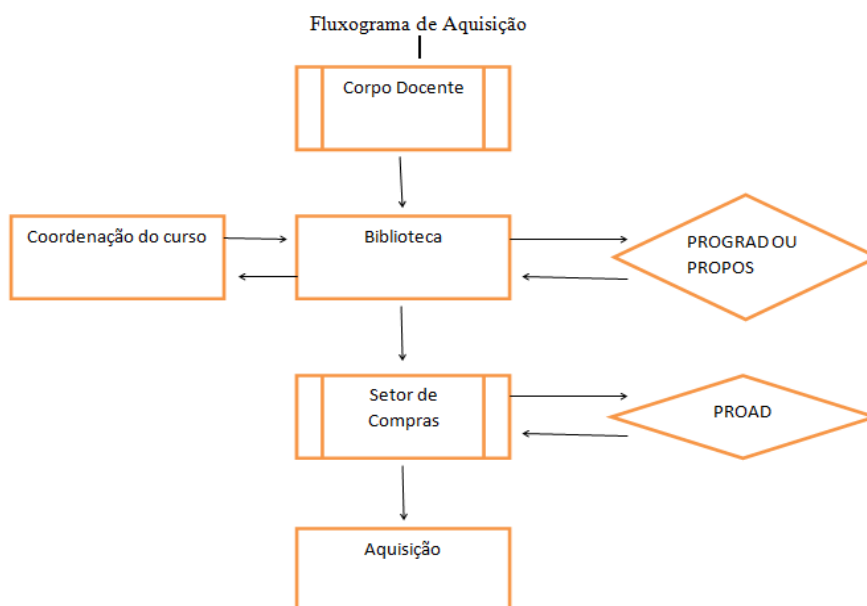 Fluxograma de Aquisição
Corpo Docente
Coordenação do curso
Biblioteca
PROGRAD OU
PROPOS
Setor de
Compras
PROAD
Aquisição